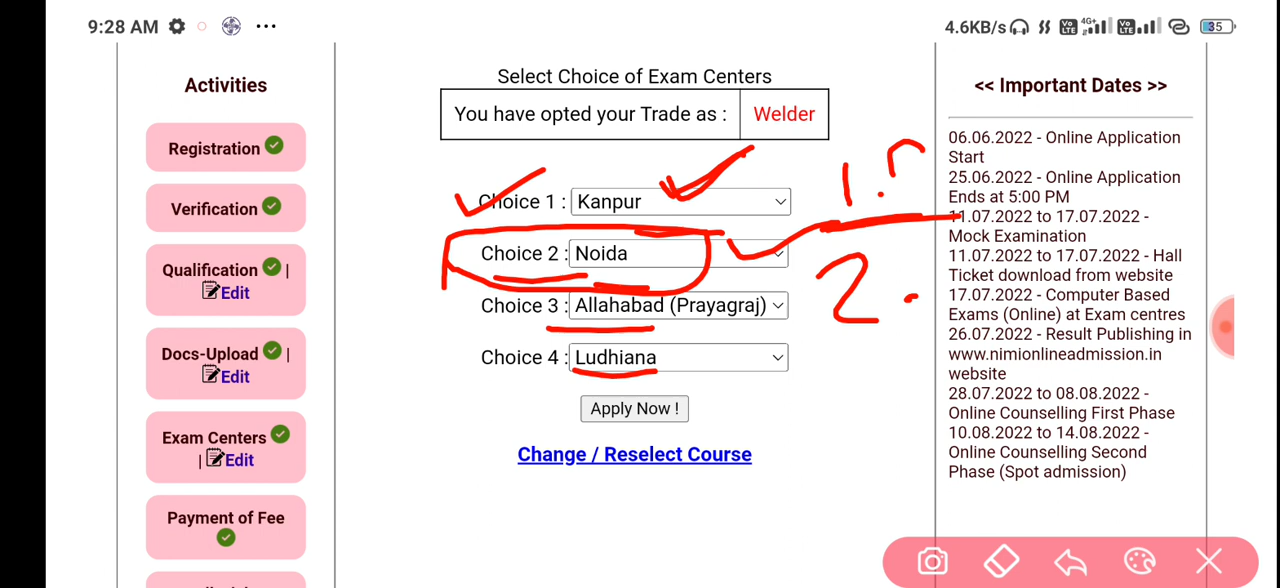 9:28 AM
4.6KB/s
4G+
35
Activities
Registration
Verification
Qualification |
Edit
Docs-Upload |
Edit
Exam Centers
| Edit
Payment of Fee
Select Choice of Exam Centers
You have opted your Trade as : Welder
Choice 1 : Kanpur
Choice 2 : Noida
Choice 3 : Allahabad (Prayagraj)
Choice 4 : Ludhiana
Apply Now !
Change / Reselect Course
1.
2.
<< Important Dates >>
06.06.2022 - Online Application
Start
25.06.2022 - Online Application
Ends at 5:00 PM
11.07.2022 to 17.07.2022 -
Mock Examination
11.07.2022 to 17.07.2022 - Hall
Ticket download from website
17.07.2022 - Computer Based
Exams (Online) at Exam centres
26.07.2022 - Result Publishing in
www.nimionlineadmission.in
website
28.07.2022 to 08.08.2022 -
Online Counselling First Phase
10.08.2022 to 14.08.2022 -
Online Counselling Second
Phase (Spot admission)